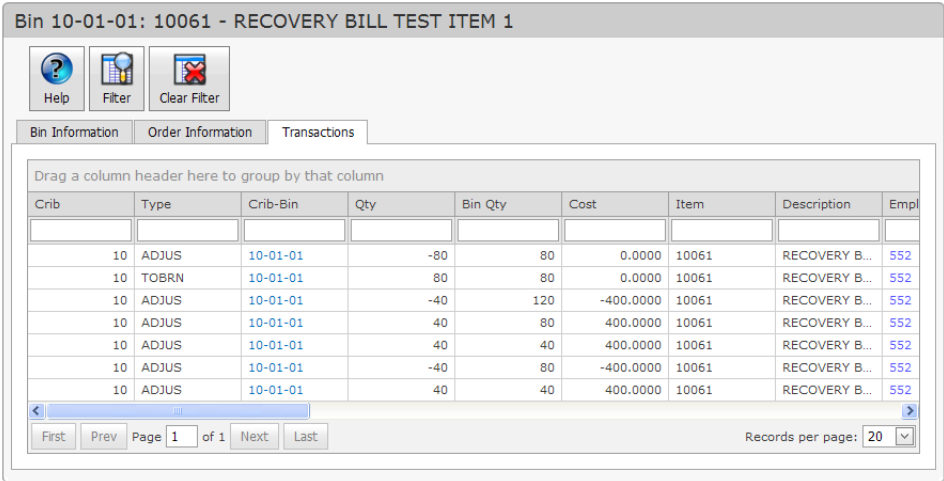 Bin 10-01-01: 10061 - RECOVERY BILL TEST ITEM 1
Help Filter Clear Filter
Bin Information Order Information Transactions
Drag a column header here to group by that column
Crib Type Crib-Bin Qty Bin Qty Cost Item Description Empl
10 ADJUS 10-01-01 -80 80 0.0000 10061 RECOVERY B... 552
10 TOBRN 10-01-01 80 80 0.0000 10061 RECOVERY B... 552
10 ADJUS 10-01-01 -40 120 -400.0000 10061 RECOVERY B... 552
10 ADJUS 10-01-01 40 80 400.0000 10061 RECOVERY B... 552
10 ADJUS 10-01-01 40 40 400.0000 10061 RECOVERY B... 552
10 ADJUS 10-01-01 -40 80 -400.0000 10061 RECOVERY B... 552
10 ADJUS 10-01-01 40 40 400.0000 10061 RECOVERY B... 552
First Prev Page 1 of 1 Next Last Records per page: 20